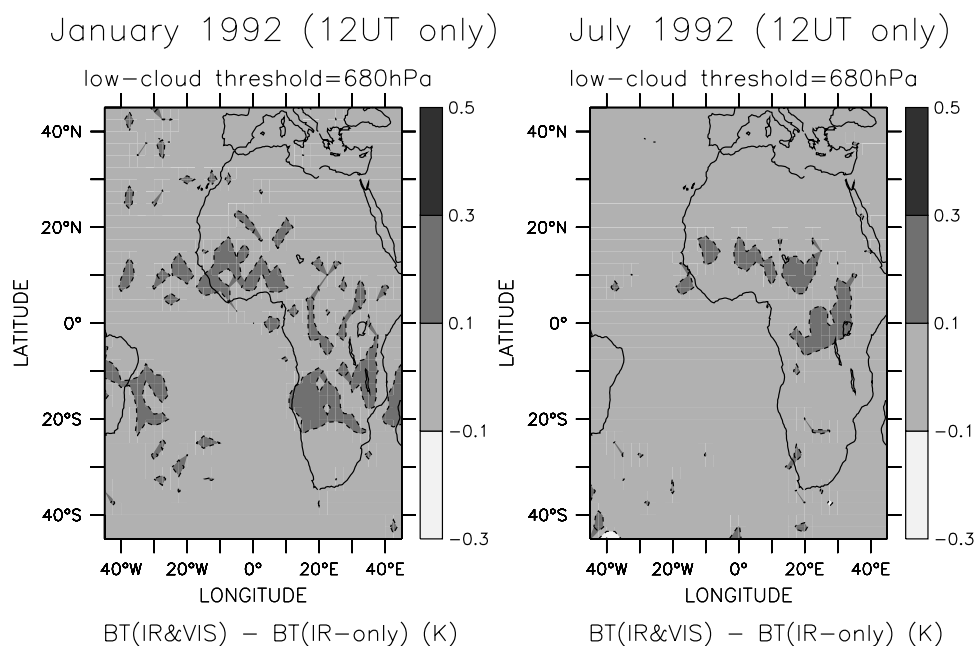 January 1992 (12UT only)
low-cloud threshold=680hPa
LATITUDE
40°N
20°N
0°
20°S
40°S
40°W 20°W 0° 20°E 40°E
LONGITUDE
0.5
0.3
0.1
-0.1
-0.3
BT(IR&VIS) - BT(IR-only) (K)
July 1992 (12UT only)
low-cloud threshold=680hPa
LATITUDE
40°N
20°N
0°
20°S
40°S
40°W 20°W 0° 20°E 40°E
LONGITUDE
0.5
0.3
0.1
-0.1
-0.3
BT(IR&VIS) - BT(IR-only) (K)